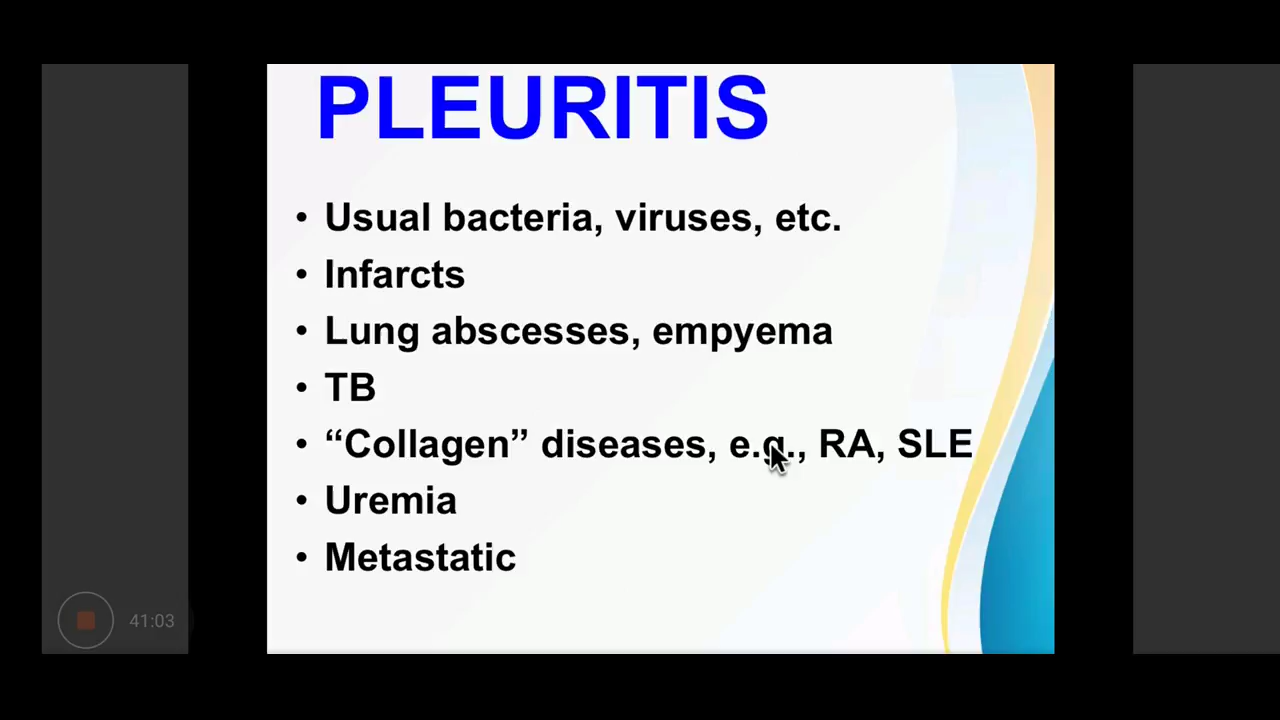 PLEURITIS
• Usual bacteria, viruses, etc.
• Infarcts
• Lung abscesses, empyema
• TB
• “Collagen” diseases, e.g., RA, SLE
• Uremia
• Metastatic
41:03